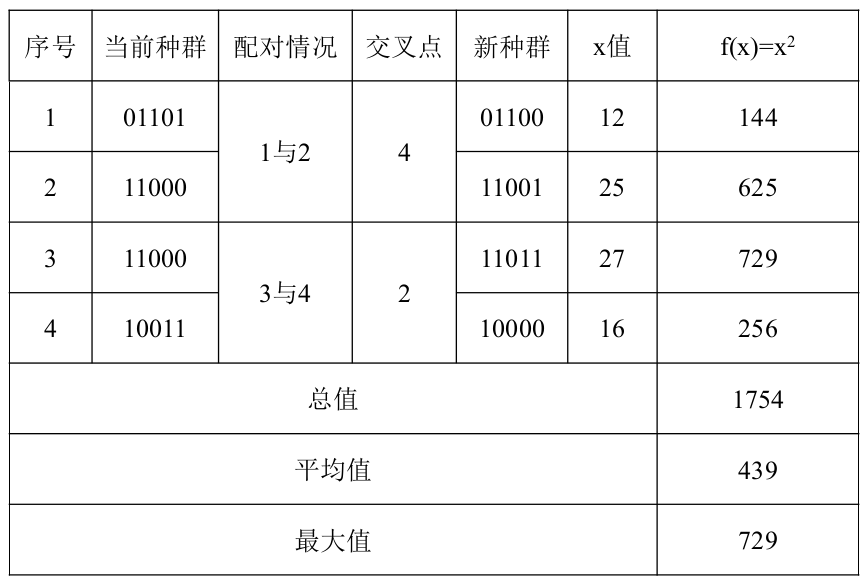 序号 当前种群 配对情况 交叉点 新种群 x值 f(x)=x²
1 01101 1与2 4 01100 12 144
2 11000 11001 25 625
3 11000 3与4 2 11011 27 729
4 10011 10000 16 256
总值 1754
平均值 439
最大值 729